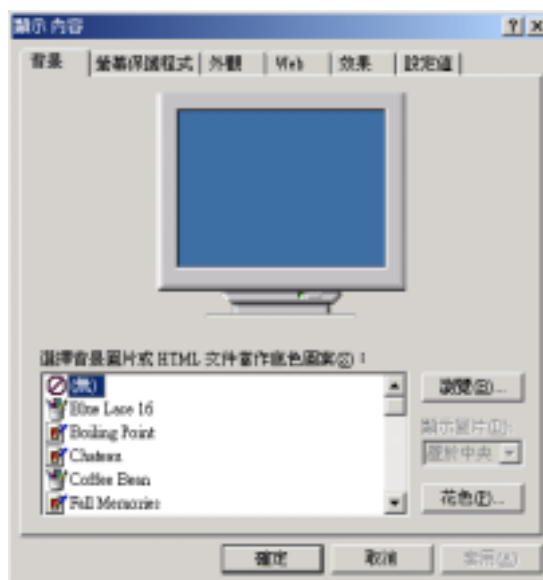 顯示 內容
背景 螢幕保護程式 外觀 Web 效果 設定值
選擇背景圖片或 HTML 文件當作底色圖案(S)：
(無)
Blue Lace 16
Boiling Point
Chateau
Coffee Bean
Fall Memories
瀏覽(B)...
顯示圖片(D):
置於中央
花色(P)...
確定 取消 套用(A)